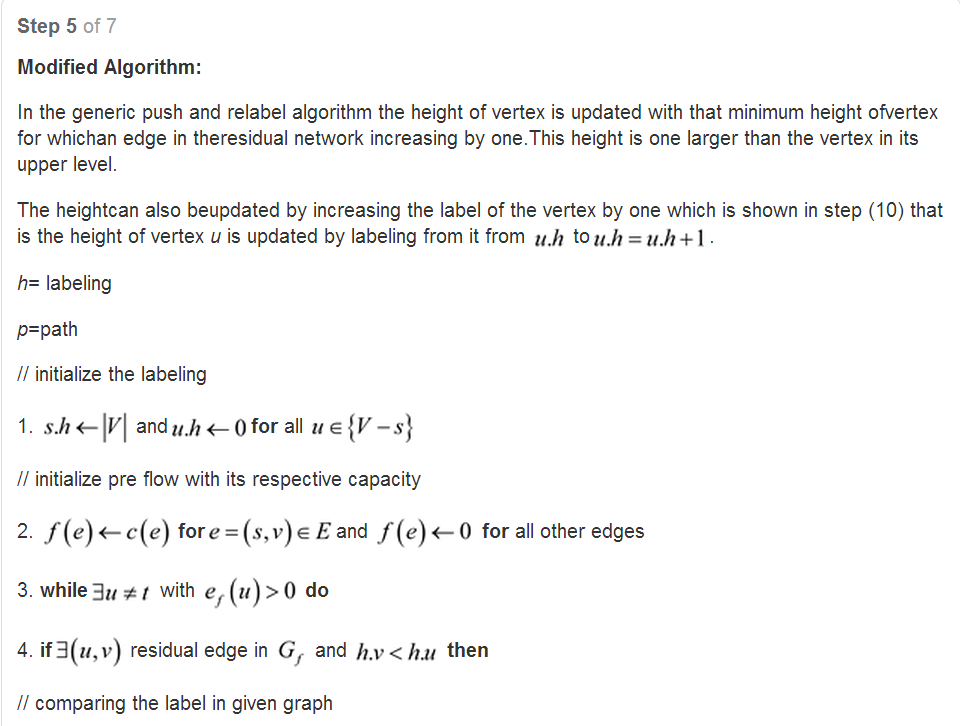 Step 5 of 7
Modified Algorithm:
In the generic push and relabel algorithm the height of vertex is updated with that minimum height ofvertex
for whichan edge in theresidual network increasing by one.This height is one larger than the vertex in its
upper level.
The heightcan also beupdated by increasing the label of the vertex by one which is shown in step (10) that
is the height of vertex u is updated by labeling from it from u.h to u.h = u.h+1.
h= labeling
p=path
// initialize the labeling
1. s.h ← |V| and u.h ← 0 for all u ∈ {V – s}
// initialize pre flow with its respective capacity
2. f(e) ← c(e) for e = (s,v) ∈ E and f(e) ← 0 for all other edges
3. while ∃u ≠ t with e_f(u) > 0 do
4. if ∃(u,v) residual edge in G_f and h.v < h.u then
// comparing the label in given graph